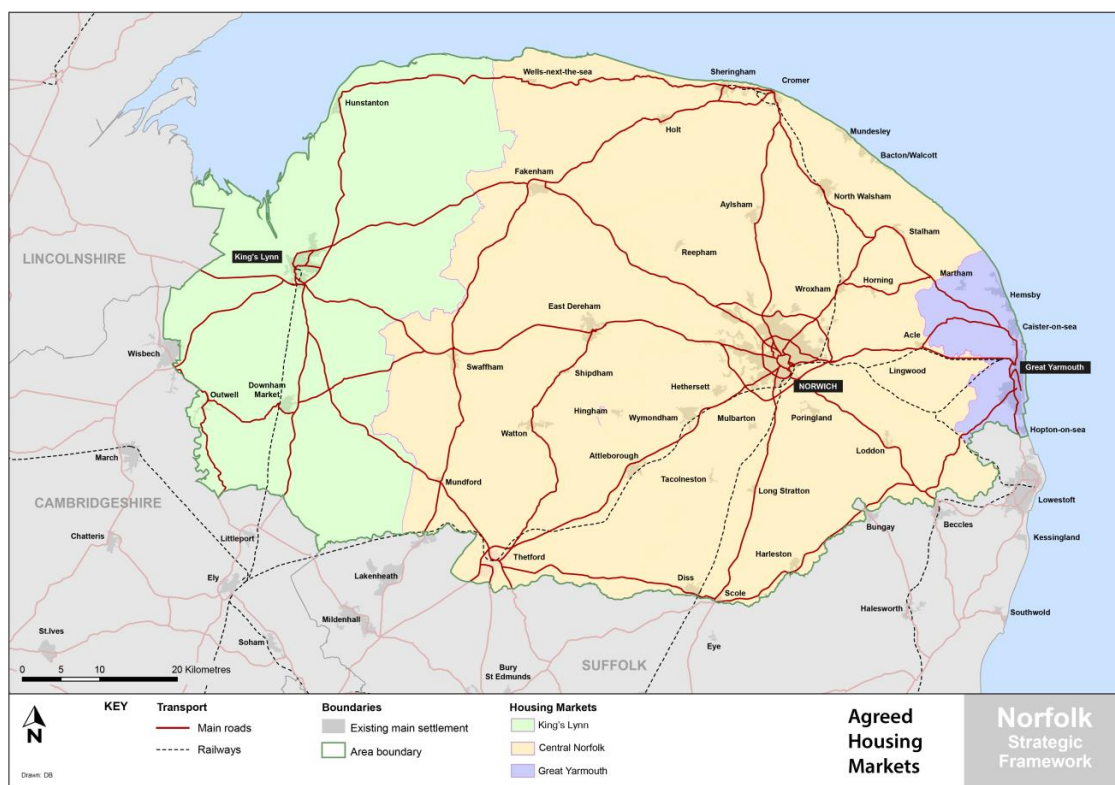 Wells-next-the-sea
Sheringham
Cromer
Hunstanton
Holt
Mundesley
Bacton/Walcott
Fakenham
North Walsham
Aylsham
Stalham
King's Lynn
Reepham
LINCOLNSHIRE
Martham
Wroxham
Horning
Hemsby
East Dereham
Caister-on-sea
Acle
Wisbech
Swaffham
Shipdham
Lingwood
Great Yarmouth
NORWICH
Outwell
Downham
Market
Hethersett
Hingham
Wymondham
Mulbarton
Poringland
Watton
Hopton-on-sea
Loddon
March
Attleborough
Mundford
Tacolneston
Long Stratton
CAMBRIDGESHIRE
Lowestoft
Beccles
Bungay
Chatteris
Littleport
Kessingland
Thetford
Harleston
Ely
Lakenheath
Diss
Scole
Halesworth
Southwold
Mildenhall
St.Ives
Soham
Eye
SUFFOLK
Bury
St Edmunds
0 5 10 20 Kilometres
KEY
Transport
Main roads
Railways
Boundaries
Existing main settlement
Area boundary
Housing Markets
King's Lynn
Central Norfolk
Great Yarmouth
N
Drawn: DB
Agreed
Housing
Markets
Norfolk
Strategic
Framework